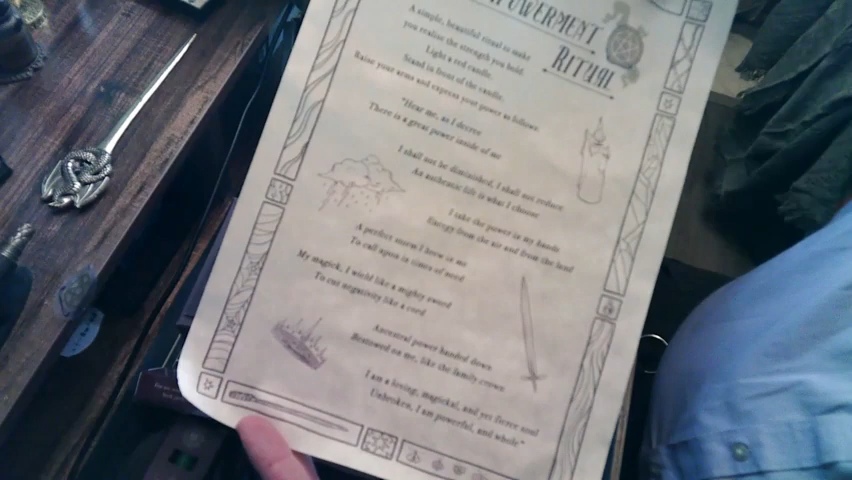 POWERMENT
RITUAL
A simple, beautiful ritual to make
you realise the strength you hold.
Light a red candle.
Stand in front of the candle.
Raise your arms and express your power as follows:
"Hear me, as I decree
There is a great power inside of me
I shall not be diminished, I shall not reduce
An authentic life is what I choose
I take the power in my hands
Energy from the air and from the land
A perfect storm I brew in me
To call upon in times of need
My magick, I wield like a mighty sword
To cut negativity like a cord
Ancestral power handed down
Bestowed on me, like the family crown
I am a loving, magickal, and yet fierce soul
Unbroken, I am powerful, and whole"